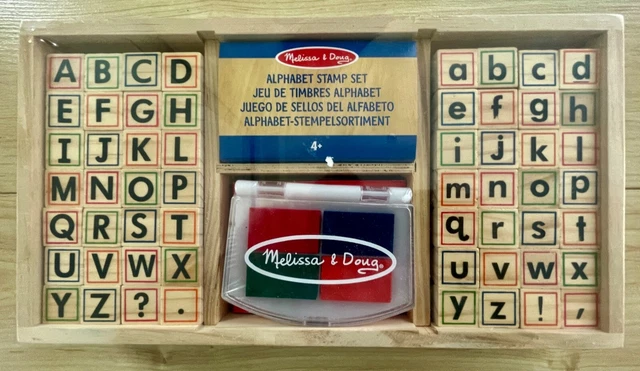 A B C D
E F G H
I J K L
M N O P
Q R S T
U V W X
Y Z ? .
Melissa & Doug
ALPHABET STAMP SET
JEU DE TIMBRES ALPHABET
JUEGO DE SELLOS DEL ALFABETO
ALPHABET-STEMPELSORTIMENT
4+
Melissa & Doug
a b c d
e f g h
i j k l
m n o p
q r s t
u v w x
y z ! ,